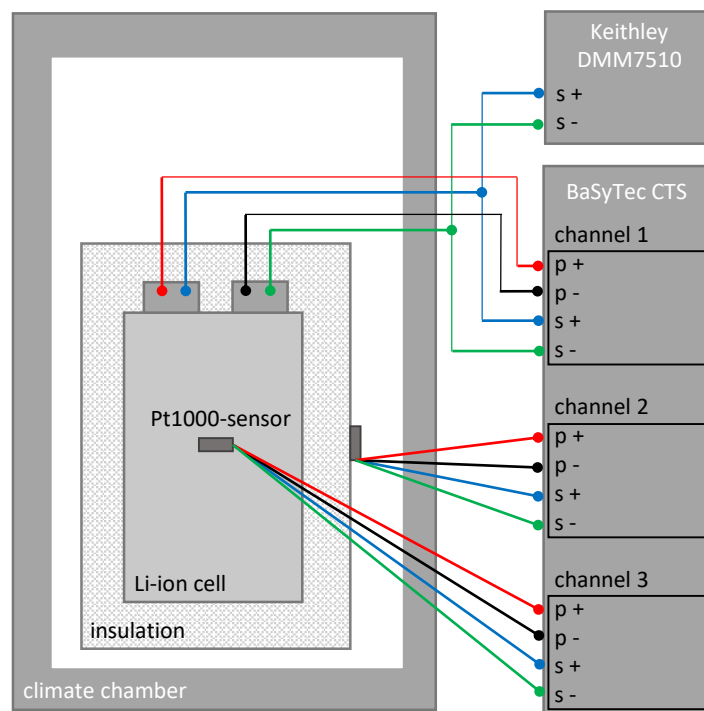 Keithley
DMM7510
s +
s -
BaSyTec CTS
channel 1
p +
p -
s +
s -
Pt1000-sensor
channel 2
p +
p -
s +
s -
Li-ion cell
channel 3
p +
p -
s +
s -
insulation
climate chamber